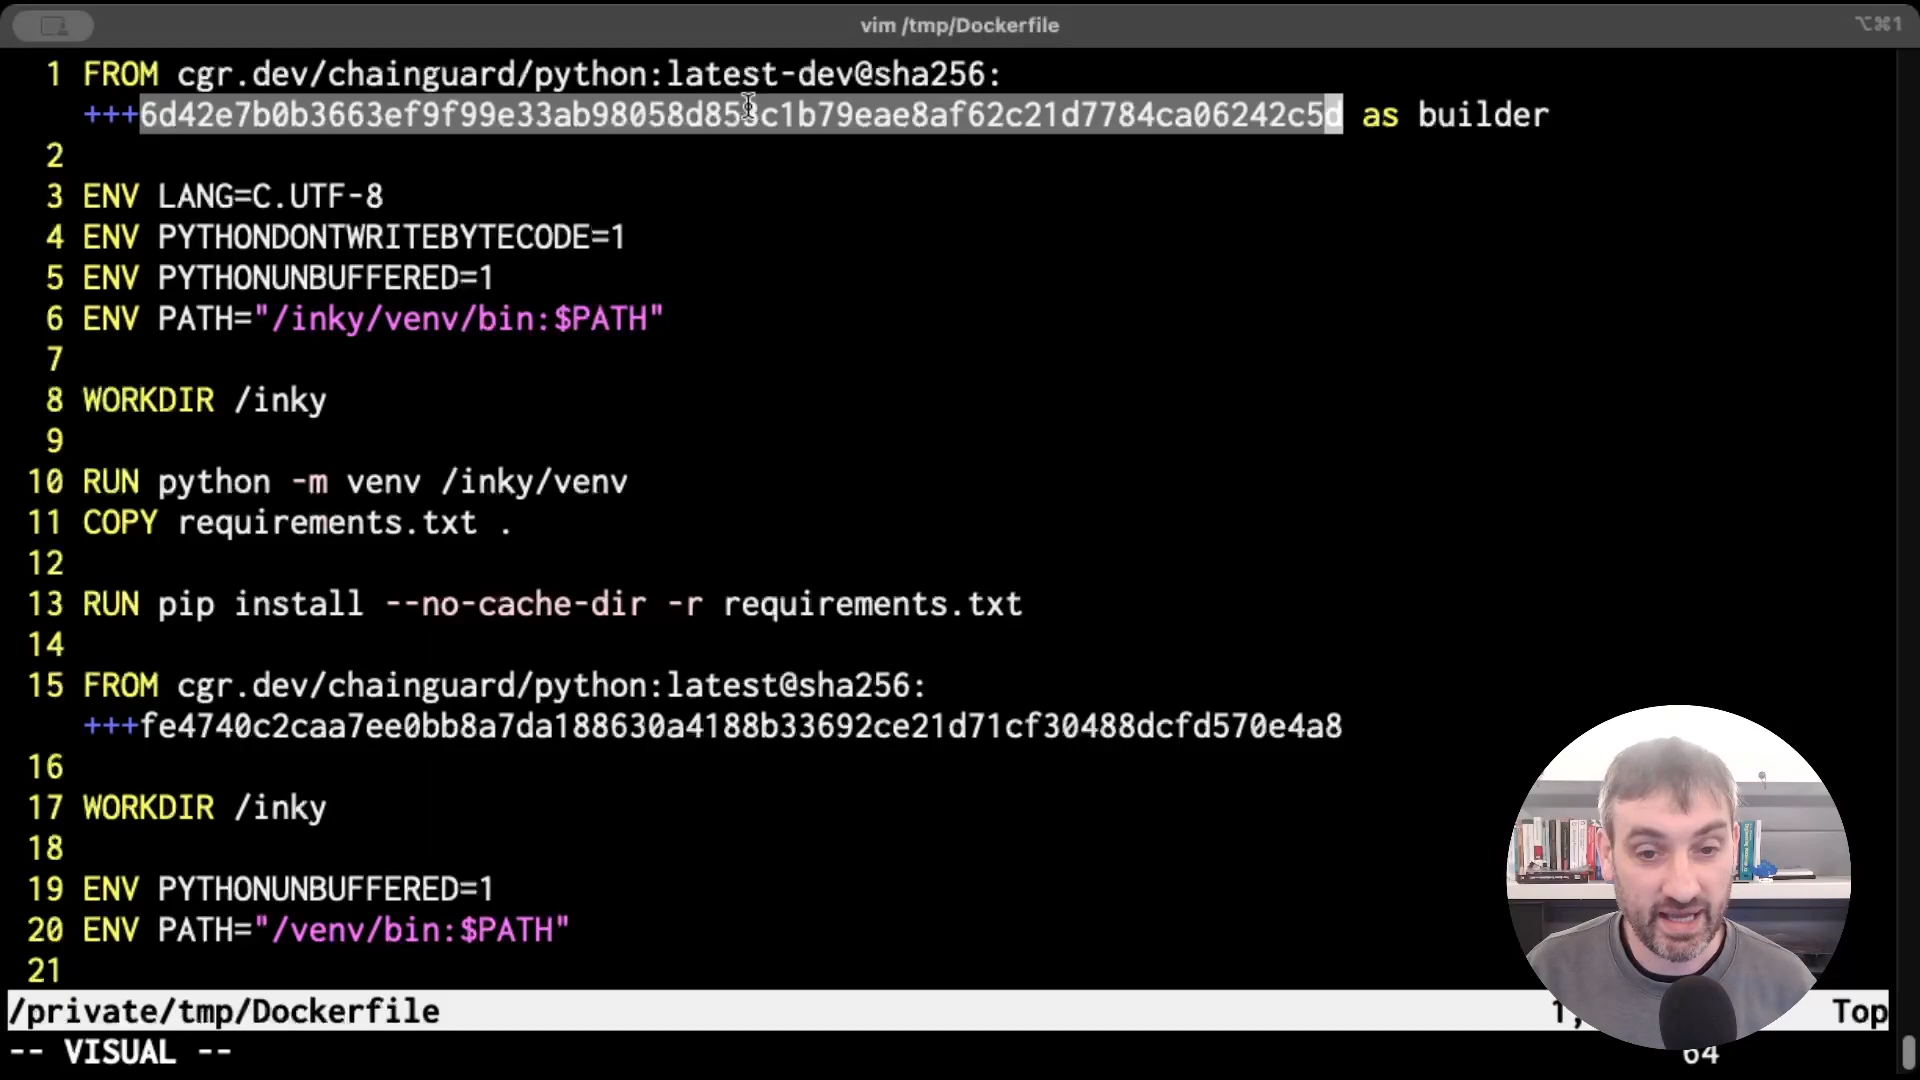 vim /tmp/Dockerfile
⌥⌘1
1 FROM cgr.dev/chainguard/python:latest-dev@sha256:
+++6d42e7b0b3663ef9f99e33ab98058d853c1b79eae8af62c21d7784ca06242c5d as builder
2
3 ENV LANG=C.UTF-8
4 ENV PYTHONDONTWRITEBYTECODE=1
5 ENV PYTHONUNBUFFERED=1
6 ENV PATH="/inky/venv/bin:$PATH"
7
8 WORKDIR /inky
9
10 RUN python -m venv /inky/venv
11 COPY requirements.txt .
12
13 RUN pip install --no-cache-dir -r requirements.txt
14
15 FROM cgr.dev/chainguard/python:latest@sha256:
+++fe4740c2caa7ee0bb8a7da188630a4188b33692ce21d71cf30488dcfd570e4a8
16
17 WORKDIR /inky
18
19 ENV PYTHONUNBUFFERED=1
20 ENV PATH="/venv/bin:$PATH"
21
/private/tmp/Dockerfile 1, Top
-- VISUAL -- 64